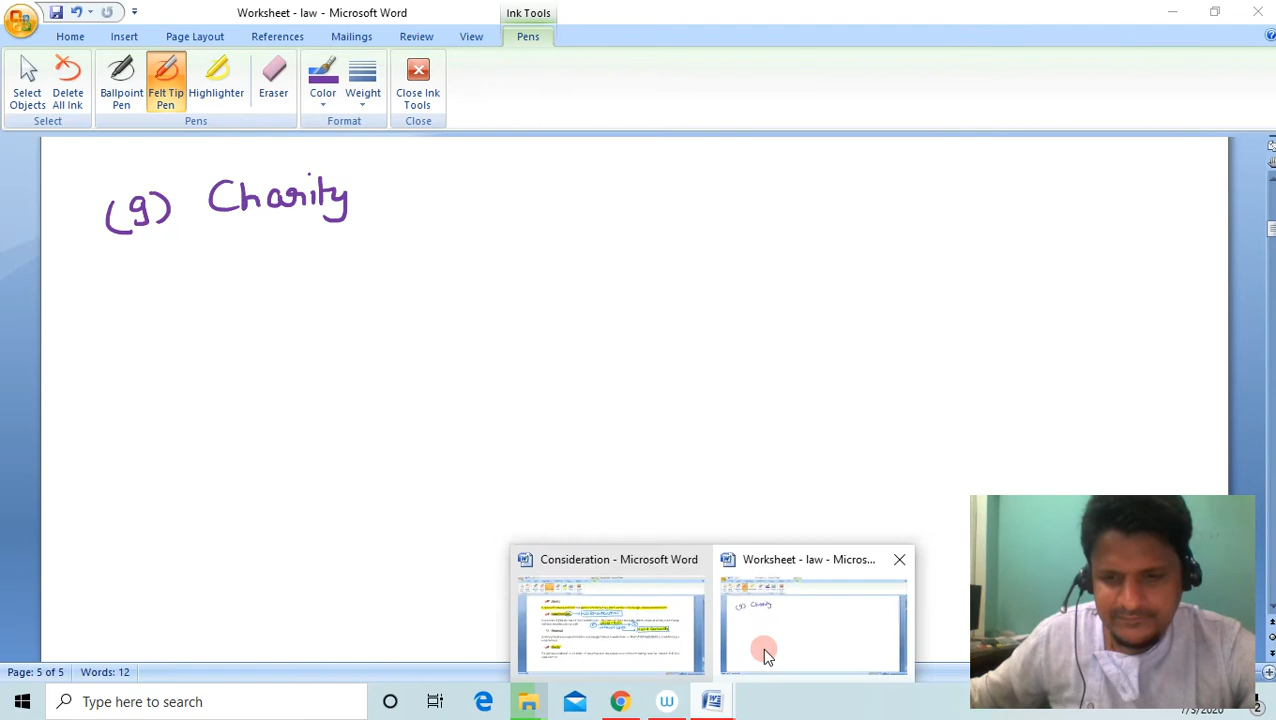 Worksheet - law - Microsoft Word
Ink Tools
Home Insert Page Layout References Mailings Review View Pens
Select Objects
Delete All Ink
Ballpoint Pen
Felt Tip Pen
Highlighter
Eraser
Color
Weight
Close Ink Tools
Select Pens Format Close
(g) Charity
Consideration - Microsoft Word
Worksheet - law - Micros...
Page: 5 of 5 Words: 12
Type here to search